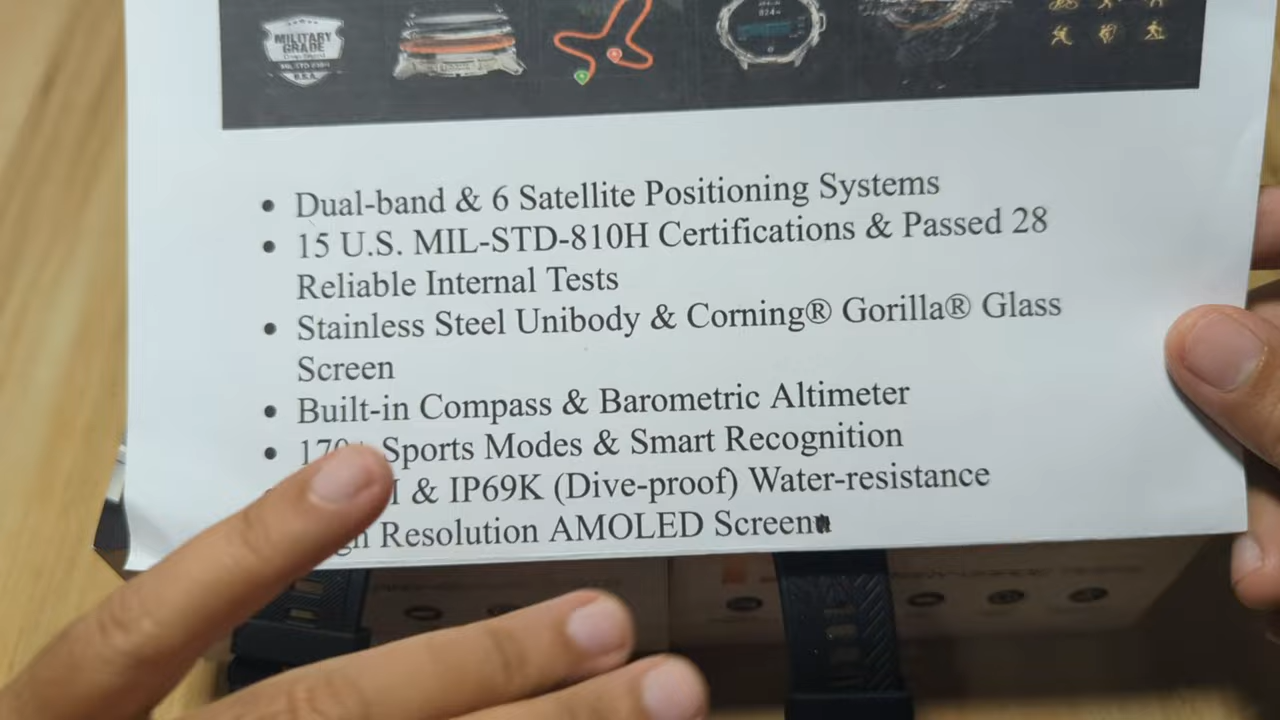 MILITARY
GRADE
824
Dual-band & 6 Satellite Positioning Systems
15 U.S. MIL-STD-810H Certifications & Passed 28
Reliable Internal Tests
Stainless Steel Unibody & Corning® Gorilla® Glass
Screen
Built-in Compass & Barometric Altimeter
Sports Modes & Smart Recognition
& IP69K (Dive-proof) Water-resistance
Resolution AMOLED Screen